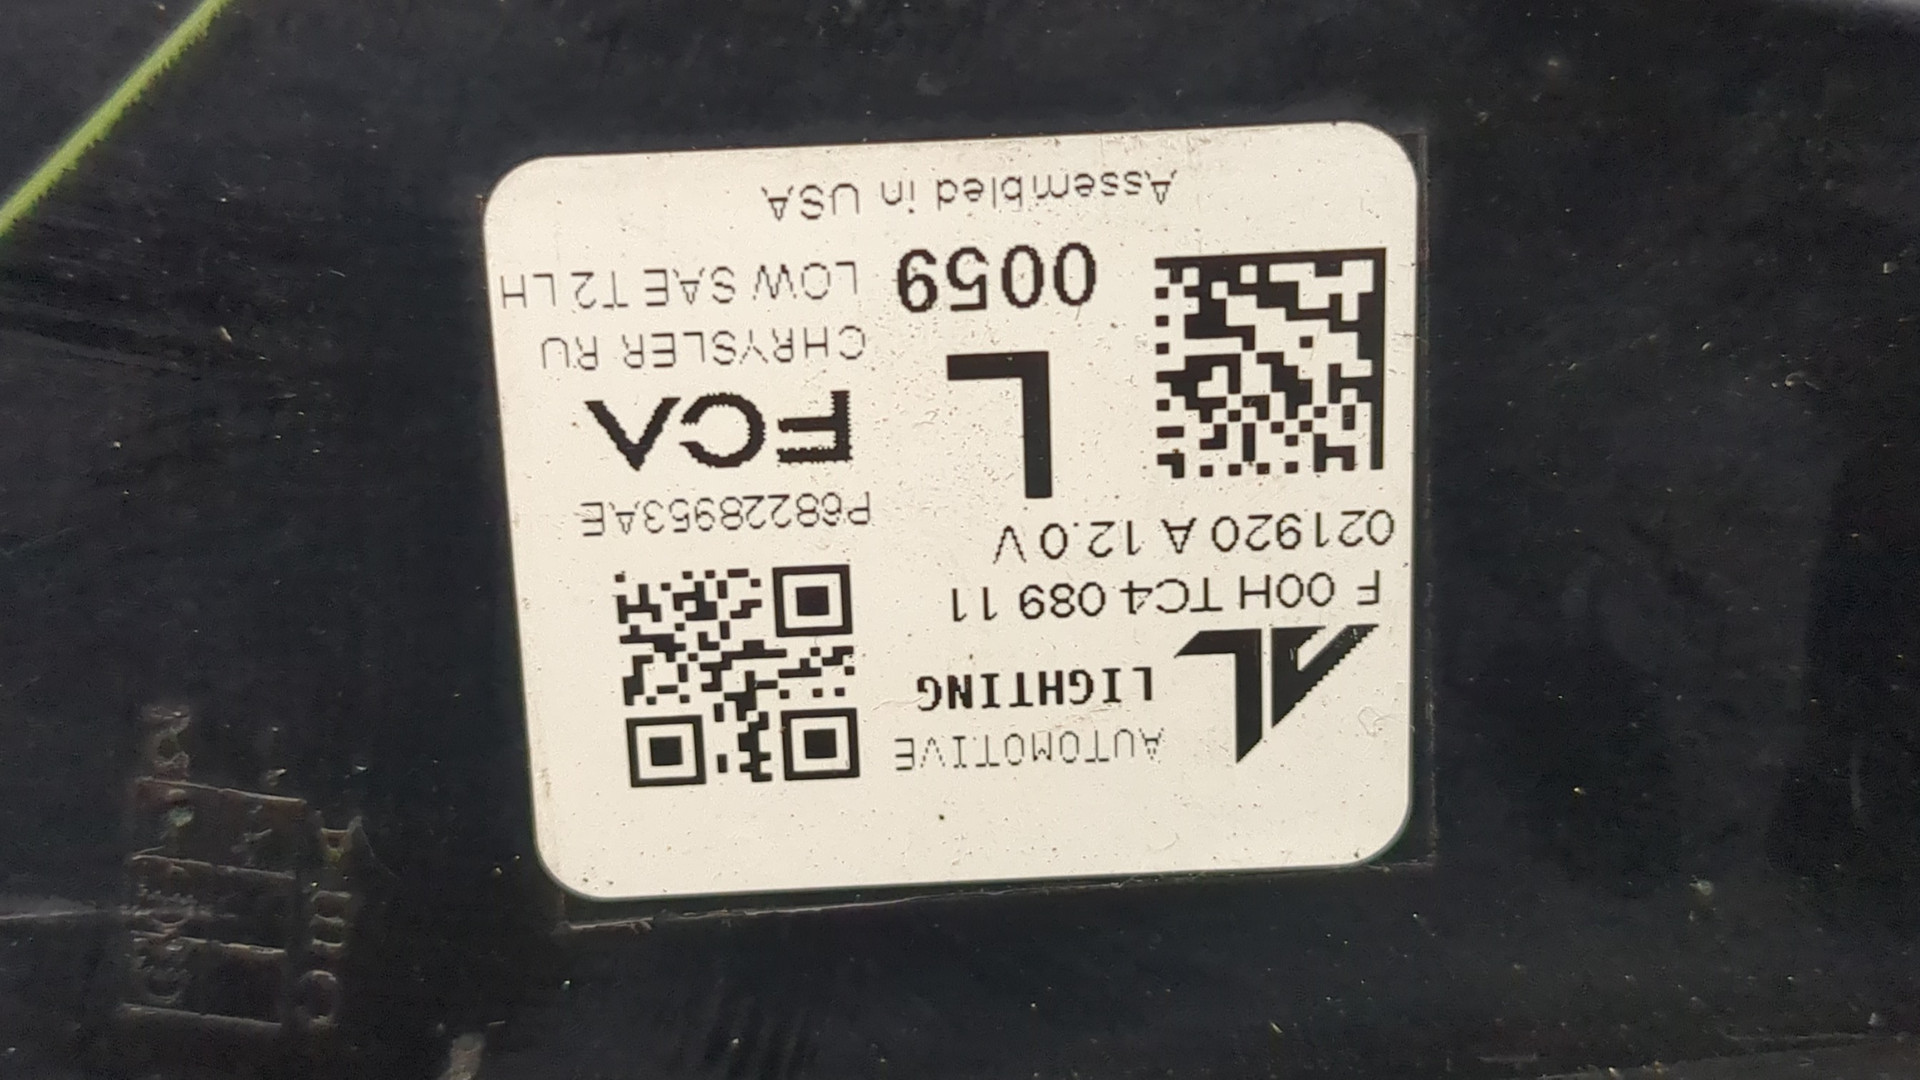 AUTOMOTIVE
LIGHTING
F 00H TC4 089 11
021920 A 12.0 V
L
0059
P68228953AE
FCA
CHRYSLER RU
LOW SAE T2 LH
Assembled in USA